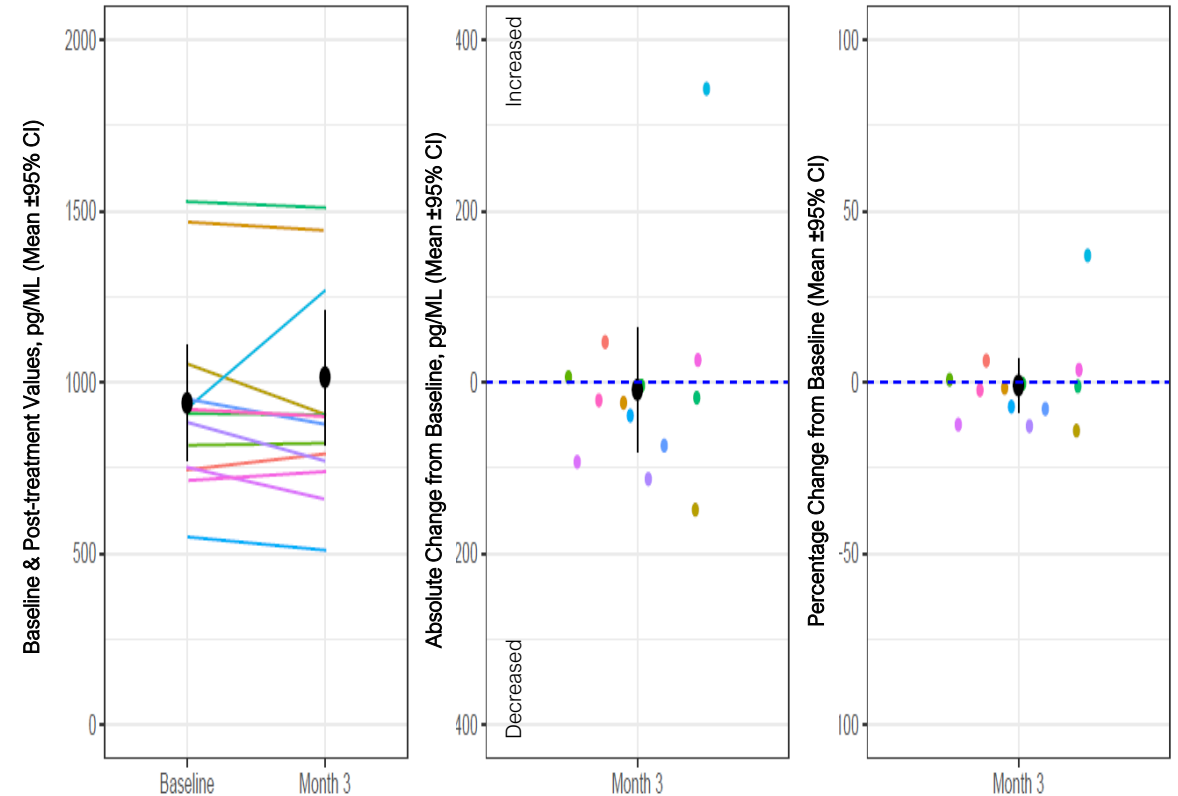 Baseline & Post-treatment Values, pg/ML (Mean ±95% CI)
2000
1500
1000
500
0
Baseline
Month 3
Absolute Change from Baseline, pg/ML (Mean ±95% CI)
Increased
Decreased
400
200
0
200
400
Month 3
Percentage Change from Baseline (Mean ±95% CI)
100
50
0
-50
100
Month 3